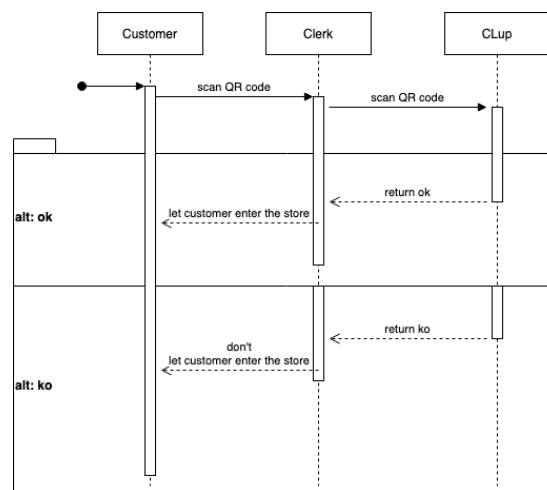 Customer
Clerk
CLup
scan QR code
scan QR code
return ok
let customer enter the store
alt: ok
return ko
don't
let customer enter the store
alt: ko